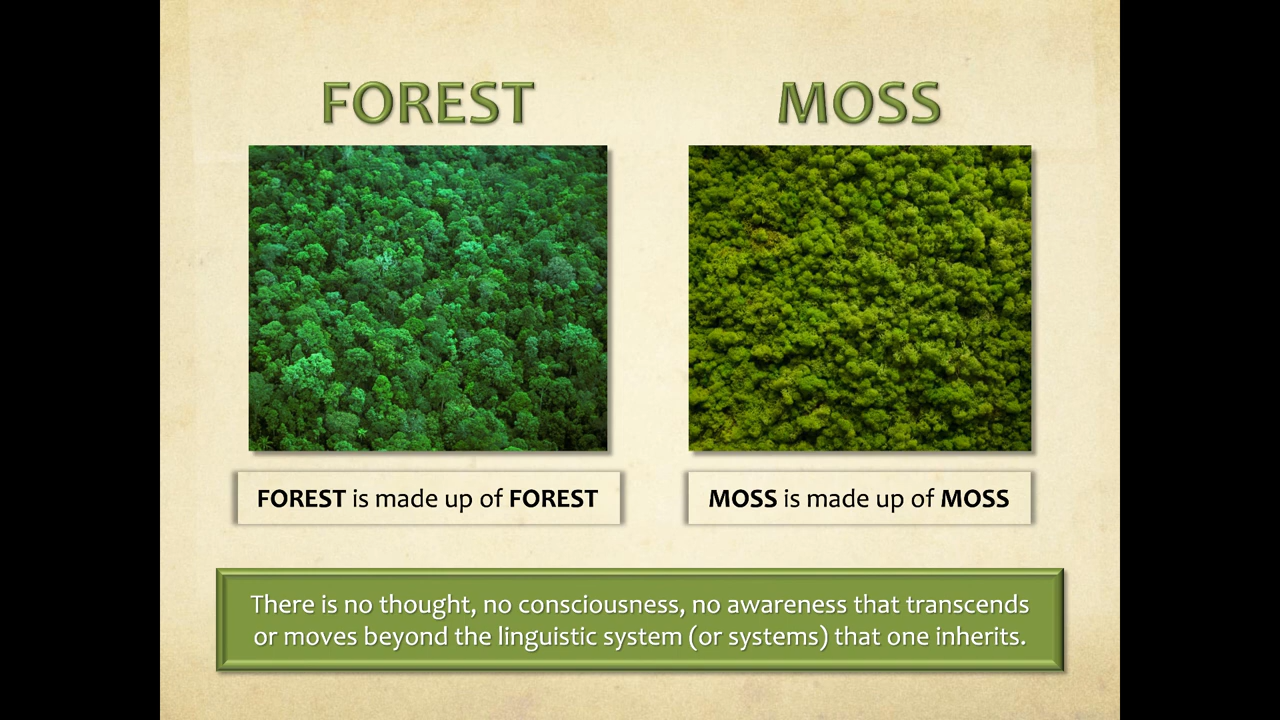 FOREST
MOSS
FOREST is made up of FOREST
MOSS is made up of MOSS
There is no thought, no consciousness, no awareness that transcends
or moves beyond the linguistic system (or systems) that one inherits.